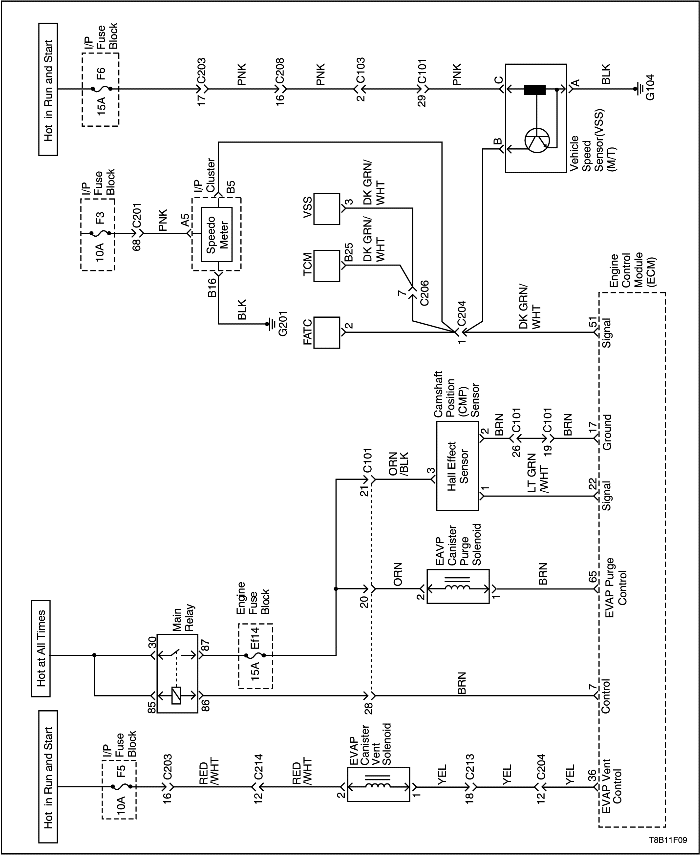 Hot in Run and Start
I/P
Fuse
Block
F6
15A
17
C203
PNK
16
C208
PNK
2
C103
29
C101
PNK
C
B
A
BLK
G104
Vehicle
Speed
Sensor(VSS)
(M/T)
I/P
Fuse
Block
F3
10A
68
C201
PNK
A5
I/P
Cluster
B5
Speedo
Meter
B16
BLK
G201
VSS
3
DK GRN/
WHT
TCM
B25
DK GRN/
WHT
7
C206
FATC
2
C204
1
DK GRN/
WHT
51
Signal
Engine
Control
Module
(ECM)
Camshaft
Position
(CMP)
Sensor
Hall Effect
Sensor
21
C101
ORN
/BLK
3
2
BRN
26
C101
19
C101
BRN
17
Ground
1
LT GRN
/WHT
22
Signal
EAVP
Canister
Purge
Solenoid
20
ORN
2
1
BRN
65
EVAP Purge
Control
Hot at All Times
Main
Relay
30
87
85
86
Engine
Fuse
Block
Ef14
15A
28
BRN
7
Control
Hot in Run and Start
I/P
Fuse
Block
F5
10A
16
C203
RED
/WHT
12
C214
RED
/WHT
2
EVAP
Canister
Vent
Solenoid
1
YEL
18
C213
YEL
12
C204
YEL
36
EVAP Vent
Control
T8B11F09